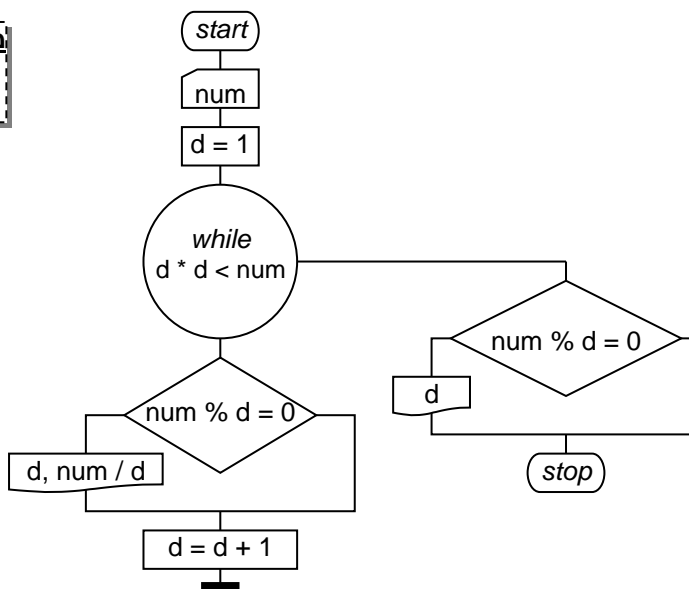 start
num
d = 1
while
d * d < num
num % d = 0
d
stop
num % d = 0
d, num / d
d = d + 1